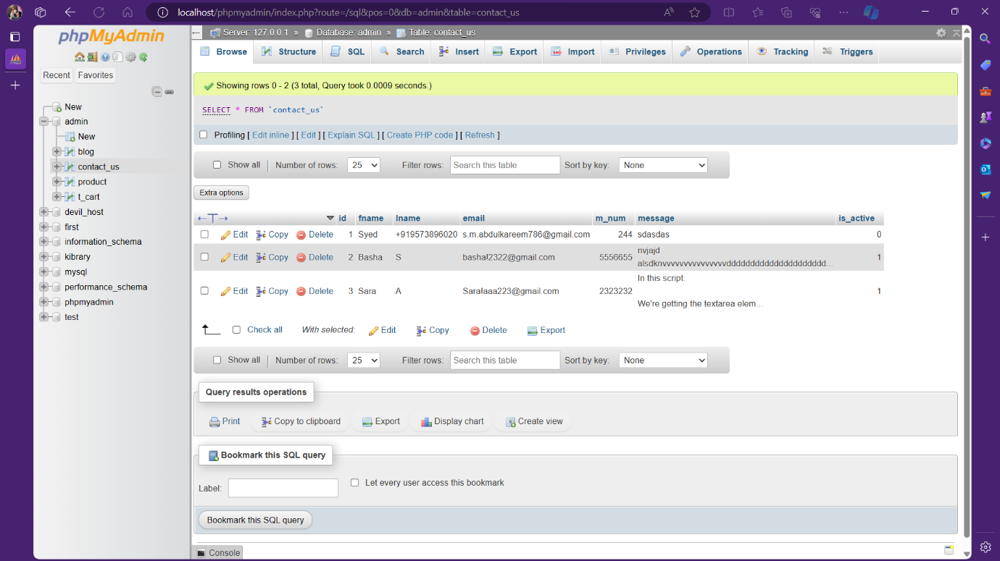 localhost/phpmyadmin/index.php?route=/sql&pos=0&db=admin&table=contact_us
phpMyAdmin
Recent Favorites
New
admin
New
blog
contact_us
product
t_cart
devil_host
first
information_schema
kibrary
mysql
performance_schema
phpmyadmin
test
Server: 127.0.0.1 » Database: admin » Table: contact_us
Browse Structure SQL Search Insert Export Import Privileges Operations Tracking Triggers
Showing rows 0 - 2 (3 total, Query took 0.0009 seconds.)
SELECT * FROM `contact_us`
Profiling [ Edit inline ] [ Edit ] [ Explain SQL ] [ Create PHP code ] [ Refresh ]
Show all Number of rows: 25 Filter rows: Search this table Sort by key: None
Extra options
id fname lname email m_num message is_active
Edit Copy Delete 1 Syed +919573896020 s.m.abdulkareem786@gmail.com 244 sdasdas 0
Edit Copy Delete 2 Basha S bashal2322@gmail.com 5556655 nvjajd 1
Edit Copy Delete 3 Sara A Saralaaa223@gmail.com 2323232 In this script: 1
We're getting the textarea elem...
Check all With selected: Edit Copy Delete Export
Show all Number of rows: 25 Filter rows: Search this table Sort by key: None
Query results operations
Print Copy to clipboard Export Display chart Create view
Bookmark this SQL query
Label: Let every user access this bookmark
Bookmark this SQL query
Console